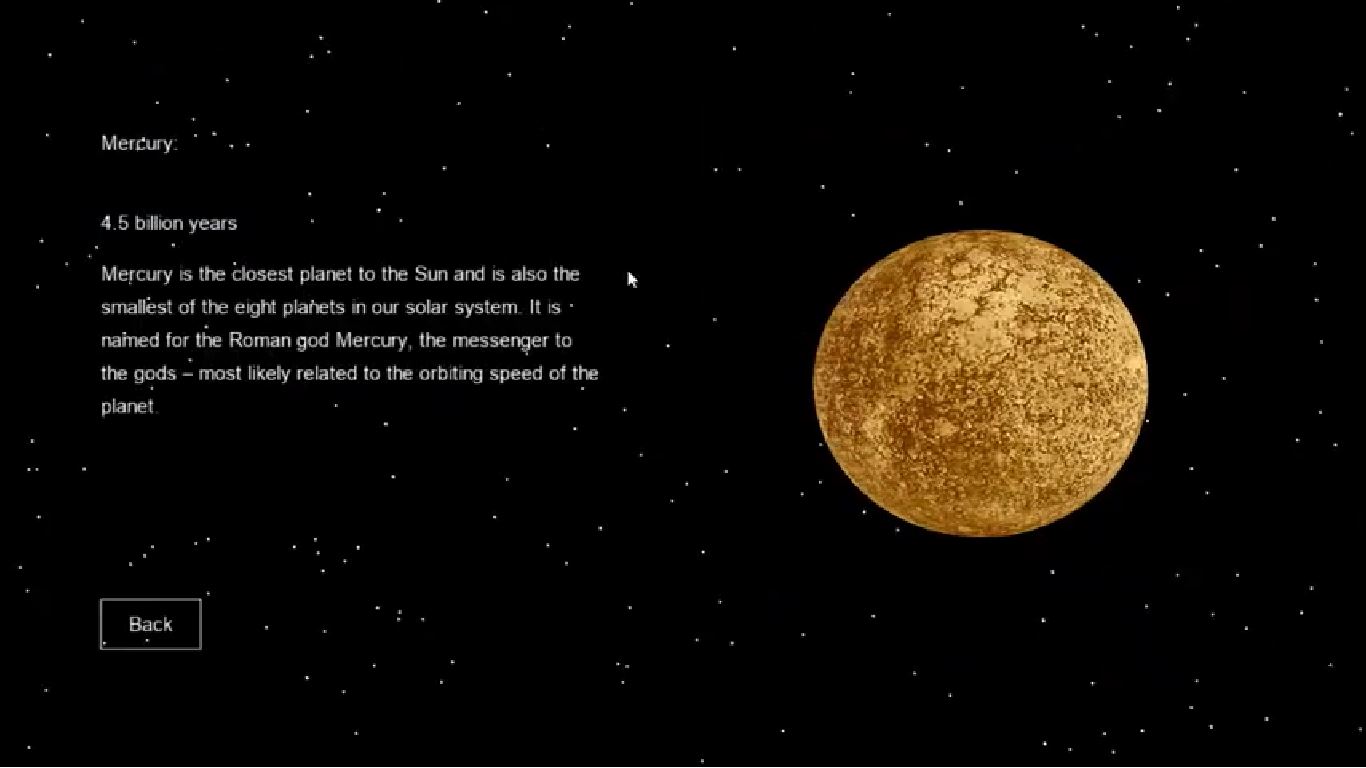 Mercury:
4.5 billion years
Mercury is the closest planet to the Sun and is also the
smallest of the eight planets in our solar system. It is
named for the Roman god Mercury, the messenger to
the gods – most likely related to the orbiting speed of the
planet.
Back